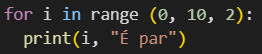 for i in range (0, 10, 2):
  print(i, "É par")